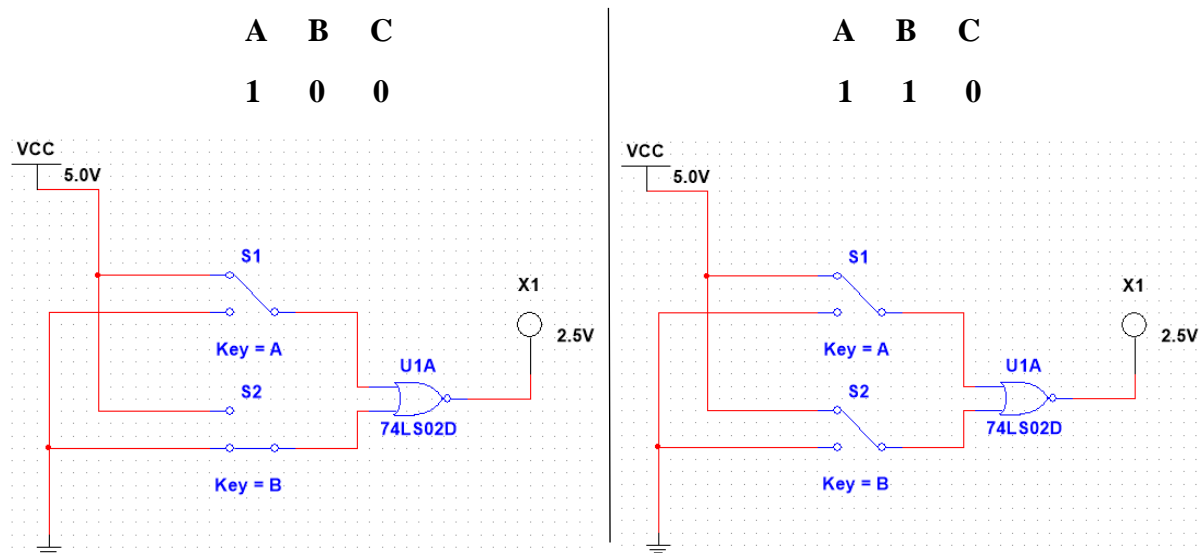 A B C
1 0 0
VCC
5.0V
S1
X1
2.5V
Key = A
U1A
S2
74LS02D
Key = B
A B C
1 1 0
VCC
5.0V
S1
X1
2.5V
Key = A
U1A
S2
74LS02D
Key = B